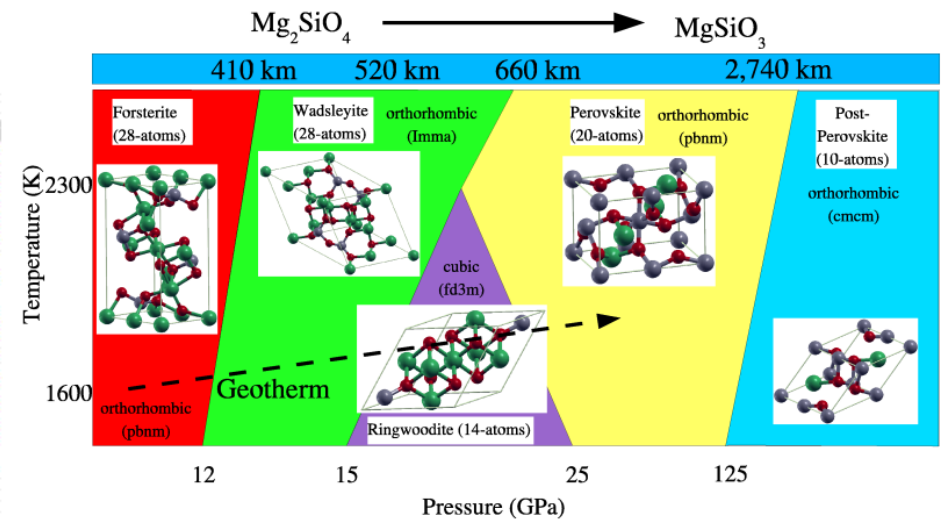 Mg₂SiO₄
MgSiO₃
410 km
520 km
660 km
2,740 km
Forsterite
(28-atoms)
Wadsleyite
(28-atoms)
orthorhombic
(Imma)
Perovskite
(20-atoms)
orthorhombic
(pbnm)
Post-
Perovskite
(10-atoms)
orthorhombic
(cmcm)
Temperature (K)
2300
1600
cubic
(fd3m)
Geotherm
orthorhombic
(pbnm)
Ringwoodite (14-atoms)
12
15
25
125
Pressure (GPa)